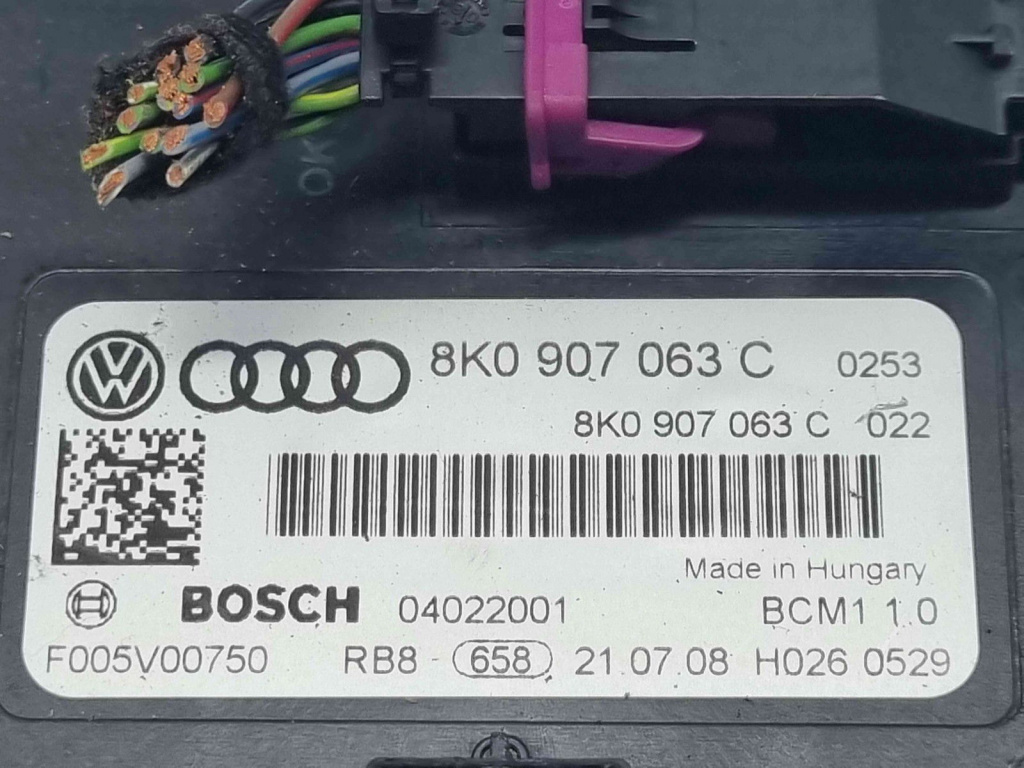 OK
8K0 907 063 C 0253
8K0 907 063 C 022
Made in Hungary
BOSCH 04022001 BCM1 1.0
F005V00750 RB8 - 658 21.07.08 H026 0529